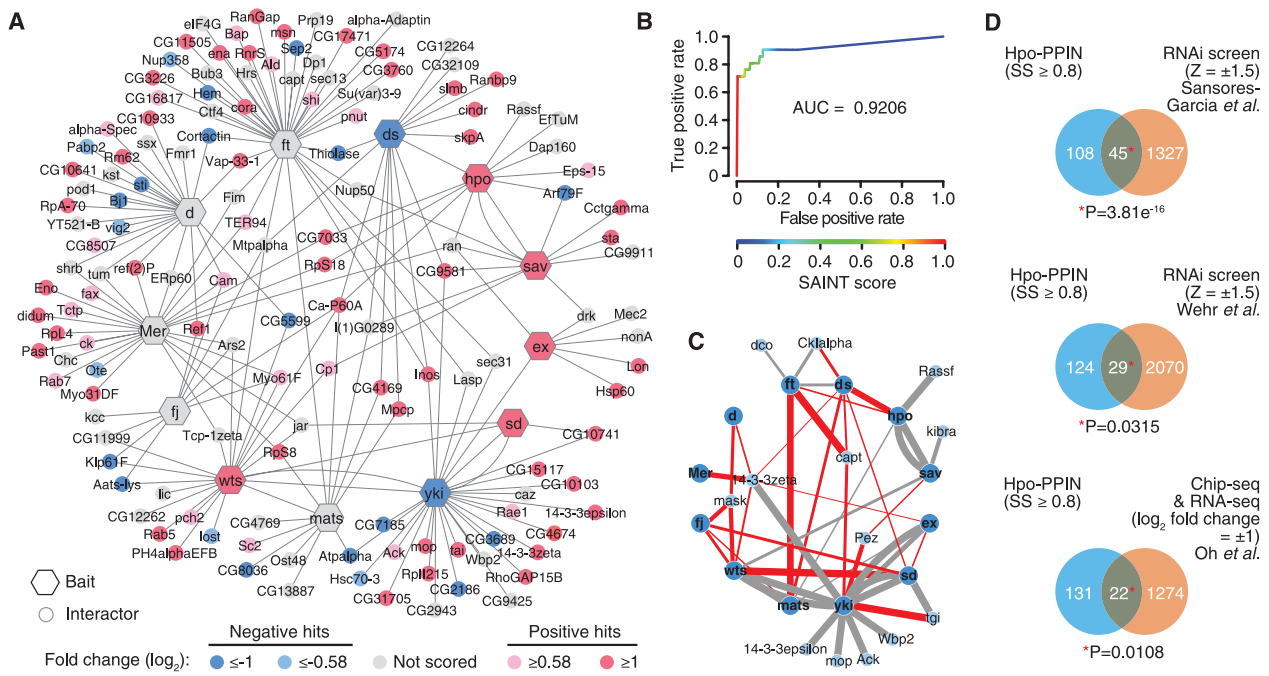 A
eIF4G
RanGap
Prp19
alpha-Adaptin
Bap
msn
CG17471
CG11505
ena
RnrS
Sep2
CG5174
CG12264
Nup358
Ald
Dp1
Bub3
Hrs
capt
sec13
CG3760
CG32109
CG3226
Hem
Su(var)3-9
slmb
Ranbp9
CG16817
Ctf4
cora
shi
Rassf
CG10933
pnut
ds
cindr
EfTuM
alpha-Spec
ssx
Cortactin
ft
skpA
Pabp2
Fmr1
Vap-33-1
Thiolase
Dap160
Rm62
CG10641
kst
hpo
Eps-15
pod1
sti
Nup50
Arf79F
RpA-70
Bj1
Fim
Cctgamma
YT521-B
vig2
d
TER94
CG7033
ran
sta
CG8507
Mtpalpha
RpS18
CG9911
shrb
tum
ref(2)P
ERp60
CG9581
sav
Eno
fax
Cam
Ca-P60A
Mec2
didum
Tctp
CG5599
I(1)G0289
drk
RpL4
Mer
Ref1
nonA
ck
Ars2
ex
Past1
Chc
sec31
Lon
Rab7
Ote
Myo61F
Cp1
Inos
Lasp
Hsp60
Myo31DF
CG4169
Mpcp
kcc
fj
sd
CG11999
Tcp-1zeta
jar
CG10741
Klp61F
RpS8
Aats-lys
wts
CG15117
CG10103
lic
yki
caz
CG12262
pch2
mats
Rae1
14-3-3epsilon
Rab5
lost
CG4769
CG7185
CG3689
CG4674
PH4alphaEFB
Sc2
Ack
mop
tai
14-3-3zeta
CG8036
Ost48
Atpalpha
Wbp2
Hsc70-3
RpII215
RhoGAP15B
CG13887
CG31705
CG2186
CG9425
CG2943
Bait
Interactor
Negative hits
Positive hits
Fold change (log2):
≤-1
≤-0.58
Not scored
≥0.58
≥1
B
True positive rate
1.0
0.8
0.6
0.4
0.2
0
AUC = 0.9206
0 0.2 0.4 0.6 0.8 1.0
False positive rate
0 0.2 0.4 0.6 0.8 1.0
SAINT score
C
dco
CkIalpha
ft
ds
Rassf
d
hpo
kibra
capt
Mer
14-3-3zeta
sav
mask
fj
Pez
ex
wts
sd
mats
yki
tgi
14-3-3epsilon
mop
Ack
Wbp2
D
Hpo-PPIN
(SS ≥ 0.8)
RNAi screen
(Z = ±1.5)
Sansores-
Garcia et al.
108
45*
1327
*P=3.81e-16
Hpo-PPIN
(SS ≥ 0.8)
RNAi screen
(Z = ±1.5)
Wehr et al.
124
29*
2070
*P=0.0315
Hpo-PPIN
(SS ≥ 0.8)
Chip-seq
& RNA-seq
(log2 fold change
= ±1)
Oh et al.
131
22*
1274
*P=0.0108